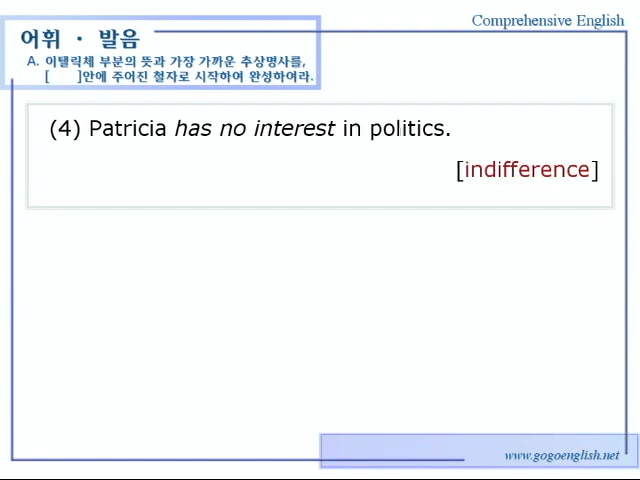 Comprehensive English
어휘 · 발음
A. 이탤릭체 부분의 뜻과 가장 가까운 추상명사를,
[ ]안에 주어진 철자로 시작하여 완성하여라.
(4) Patricia has no interest in politics.
[indifference]
www.gogoenglish.net